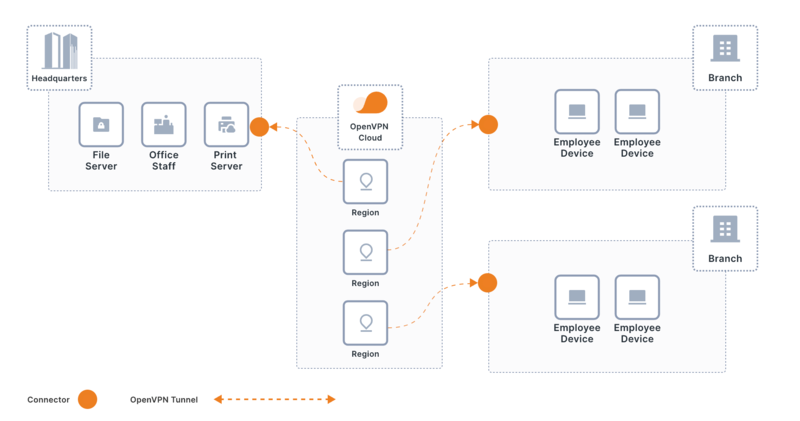 Headquarters
File
Server
Office
Staff
Print
Server
OpenVPN
Cloud
Region
Region
Region
Branch
Employee
Device
Employee
Device
Branch
Employee
Device
Employee
Device
Connector
OpenVPN Tunnel